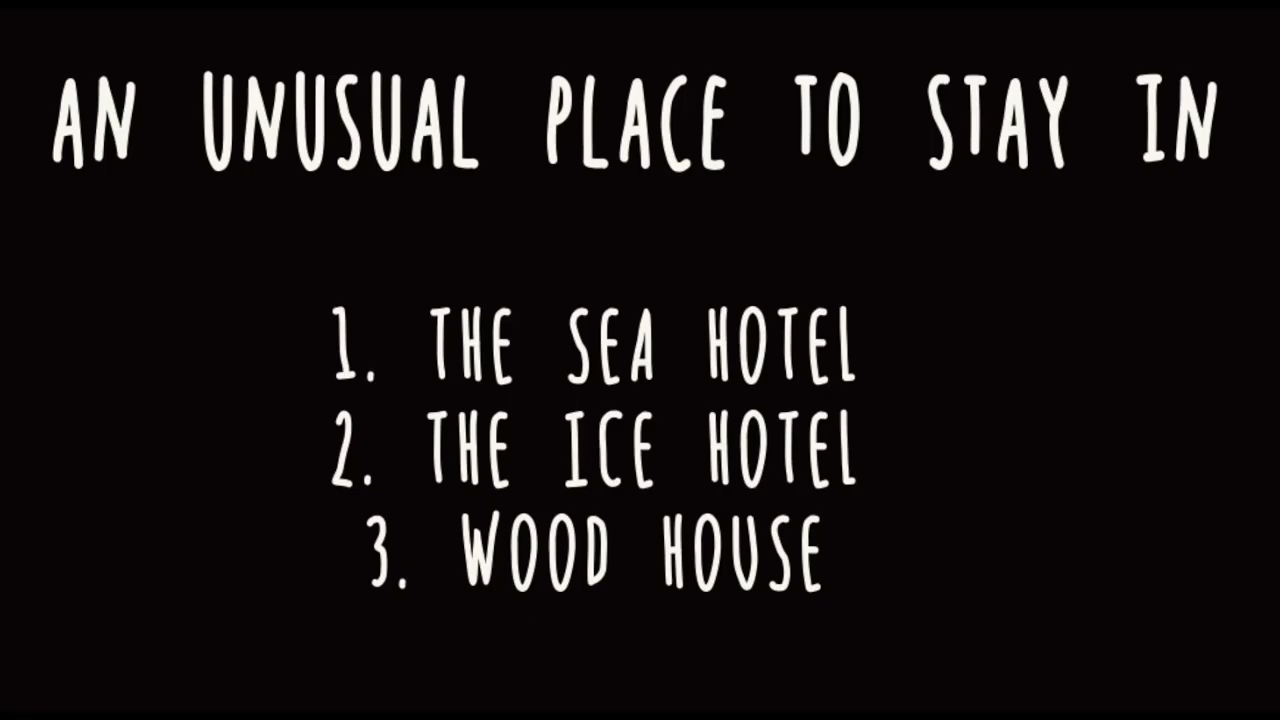 AN UNUSUAL PLACE TO STAY IN
1. THE SEA HOTEL
2. THE ICE HOTEL
3. WOOD HOUSE